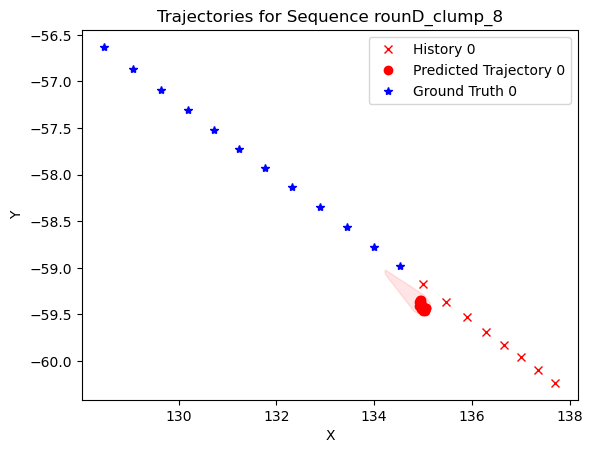 Trajectories for Sequence rounD_clump_8
History 0
Predicted Trajectory 0
Ground Truth 0
−56.5
−57.0
−57.5
−58.0
−58.5
−59.0
−59.5
−60.0
Y
130
132
134
136
138
X